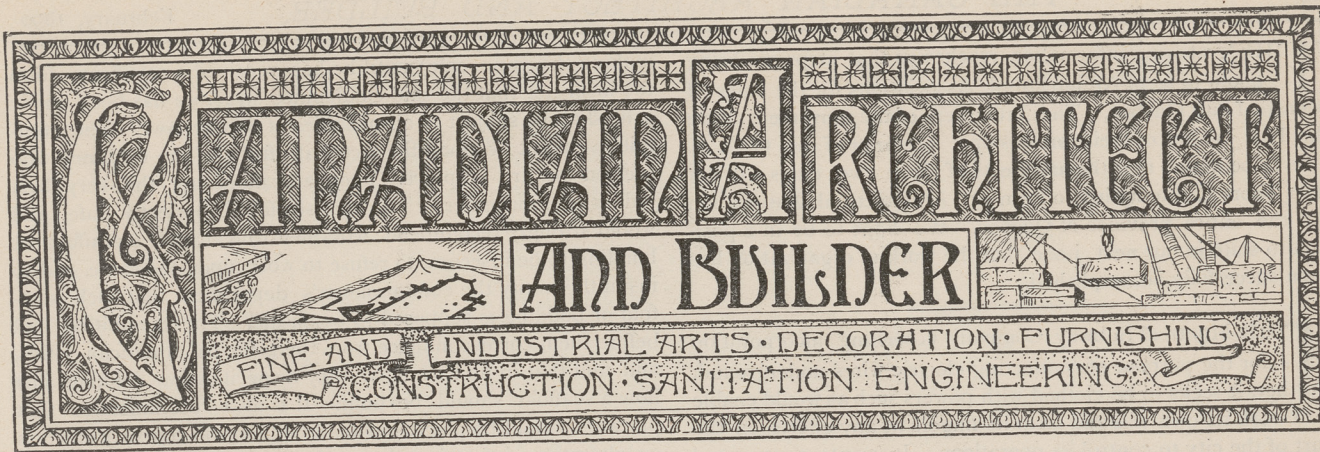 CANADIAN ARCHITECT
AND BUILDER
FINE AND INDUSTRIAL ARTS · DECORATION · FURNISHING
CONSTRUCTION · SANITATION ENGINEERING ·